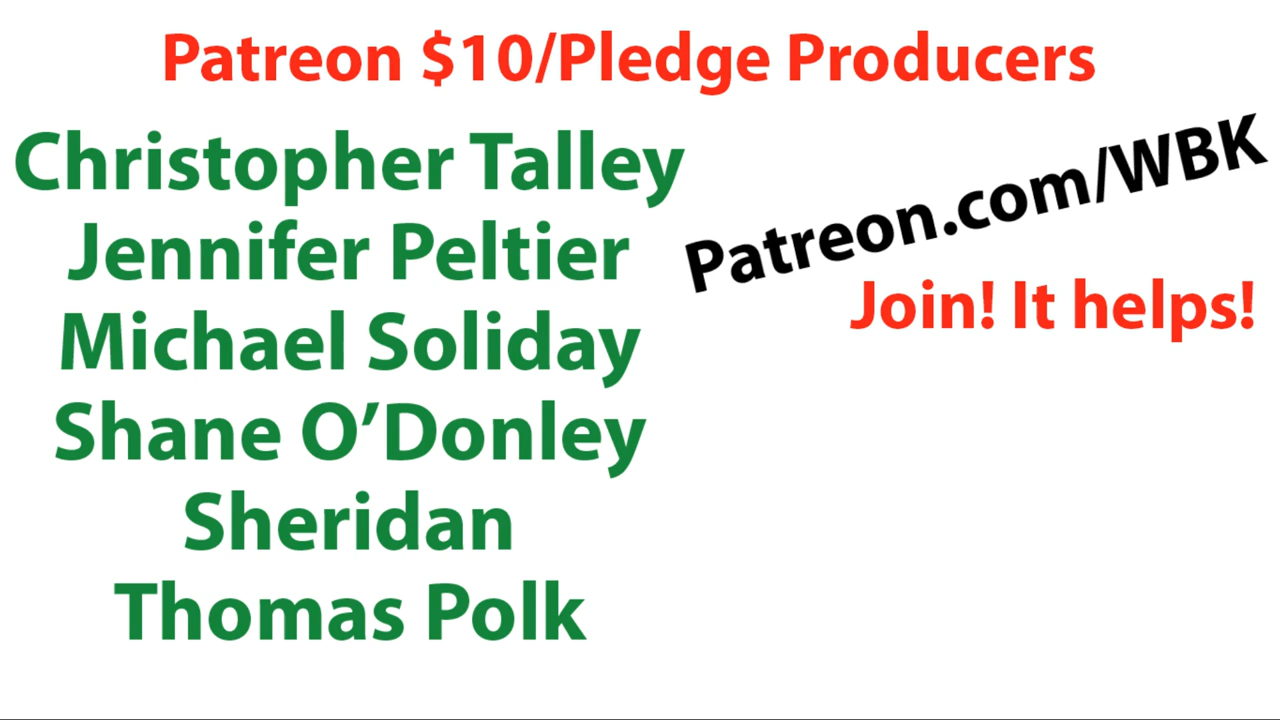 Patreon $10/Pledge Producers
Christopher Talley
Jennifer Peltier
Michael Soliday
Shane O’Donley
Sheridan
Thomas Polk
Patreon.com/WBK
Join! It helps!